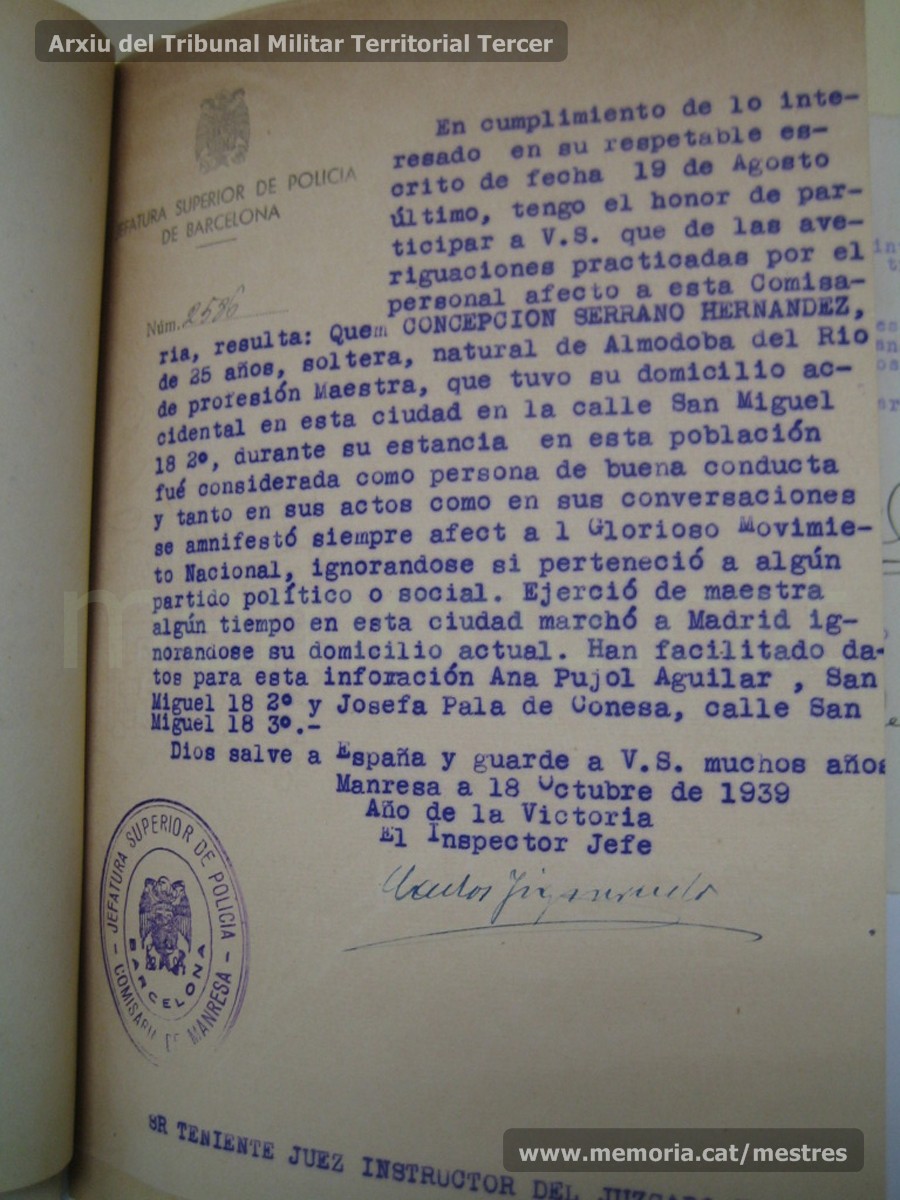 Arxiu del Tribunal Militar Territorial Tercer
JEFATURA SUPERIOR DE POLICIA
DE BARCELONA
Núm. 2586
En cumplimiento de lo inte-
resado en su respetable es-
crito de fecha 19 de Agosto
último, tengo el honor de par-
ticipar a V.S. que de las ave-
riguaciones practicadas por el
personal afecto a esta Comisa-
ria, resulta: Quem CONCEPCION SERRANO HERNANDEZ,
de 25 años, soltera, natural de Almodoba del Rio
de profesión Maestra, que tuvo su domicilio ac-
cidental en esta ciudad en la calle San Miguel
18 2º, durante su estancia en esta población
fué considerada como persona de buena conducta
y tanto en sus actos como en sus conversaciones
se amnifestó siempre afect a l Glorioso Movimie-
to Nacional, ignorandose si perteneció a algún
partido político o social. Ejerció de maestra
algún tiempo en esta ciudad marchó a Madrid ig-
norandose su domicilio actual. Han facilitado da-
tos para esta infomación Ana Pujol Aguilar , San
Miguel 18 2º y Josefa Pala de Conesa, calle San
Miguel 18 3º.-
Dios salve a España y guarde a V.S. muchos años
Manresa a 18 Octubre de 1939
Año de la Victoria
El Inspector Jefe
JEFATURA SUPERIOR DE POLICIA
BARCELONA
COMISARIA DE MANRESA
SR TENIENTE JUEZ INSTRUCTOR DEL
www.memoria.cat/mestres